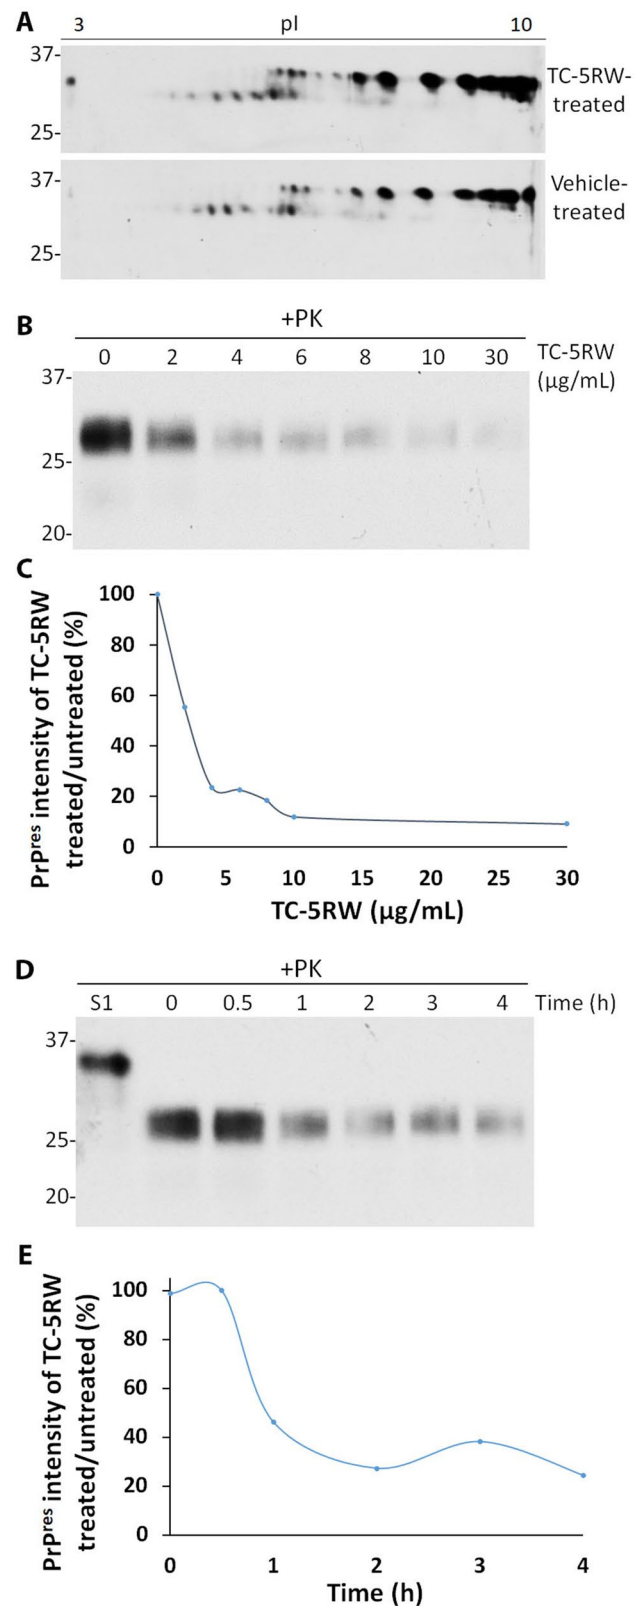 A
3 pI 10
37-
TC-5RW-
treated
25-
37-
Vehicle-
treated
25-
B
+PK
0 2 4 6 8 10 30
TC-5RW
(µg/mL)
37-
25-
20-
C
PrPres intensity of TC-5RW
treated/untreated (%)
100
80
60
40
20
0
0 5 10 15 20 25 30
TC-5RW (µg/mL)
D
+PK
S1 0 0.5 1 2 3 4 Time (h)
37-
25-
20-
E
PrPres intensity of TC-5RW
treated/untreated (%)
100
80
60
40
20
0
0 1 2 3 4
Time (h)